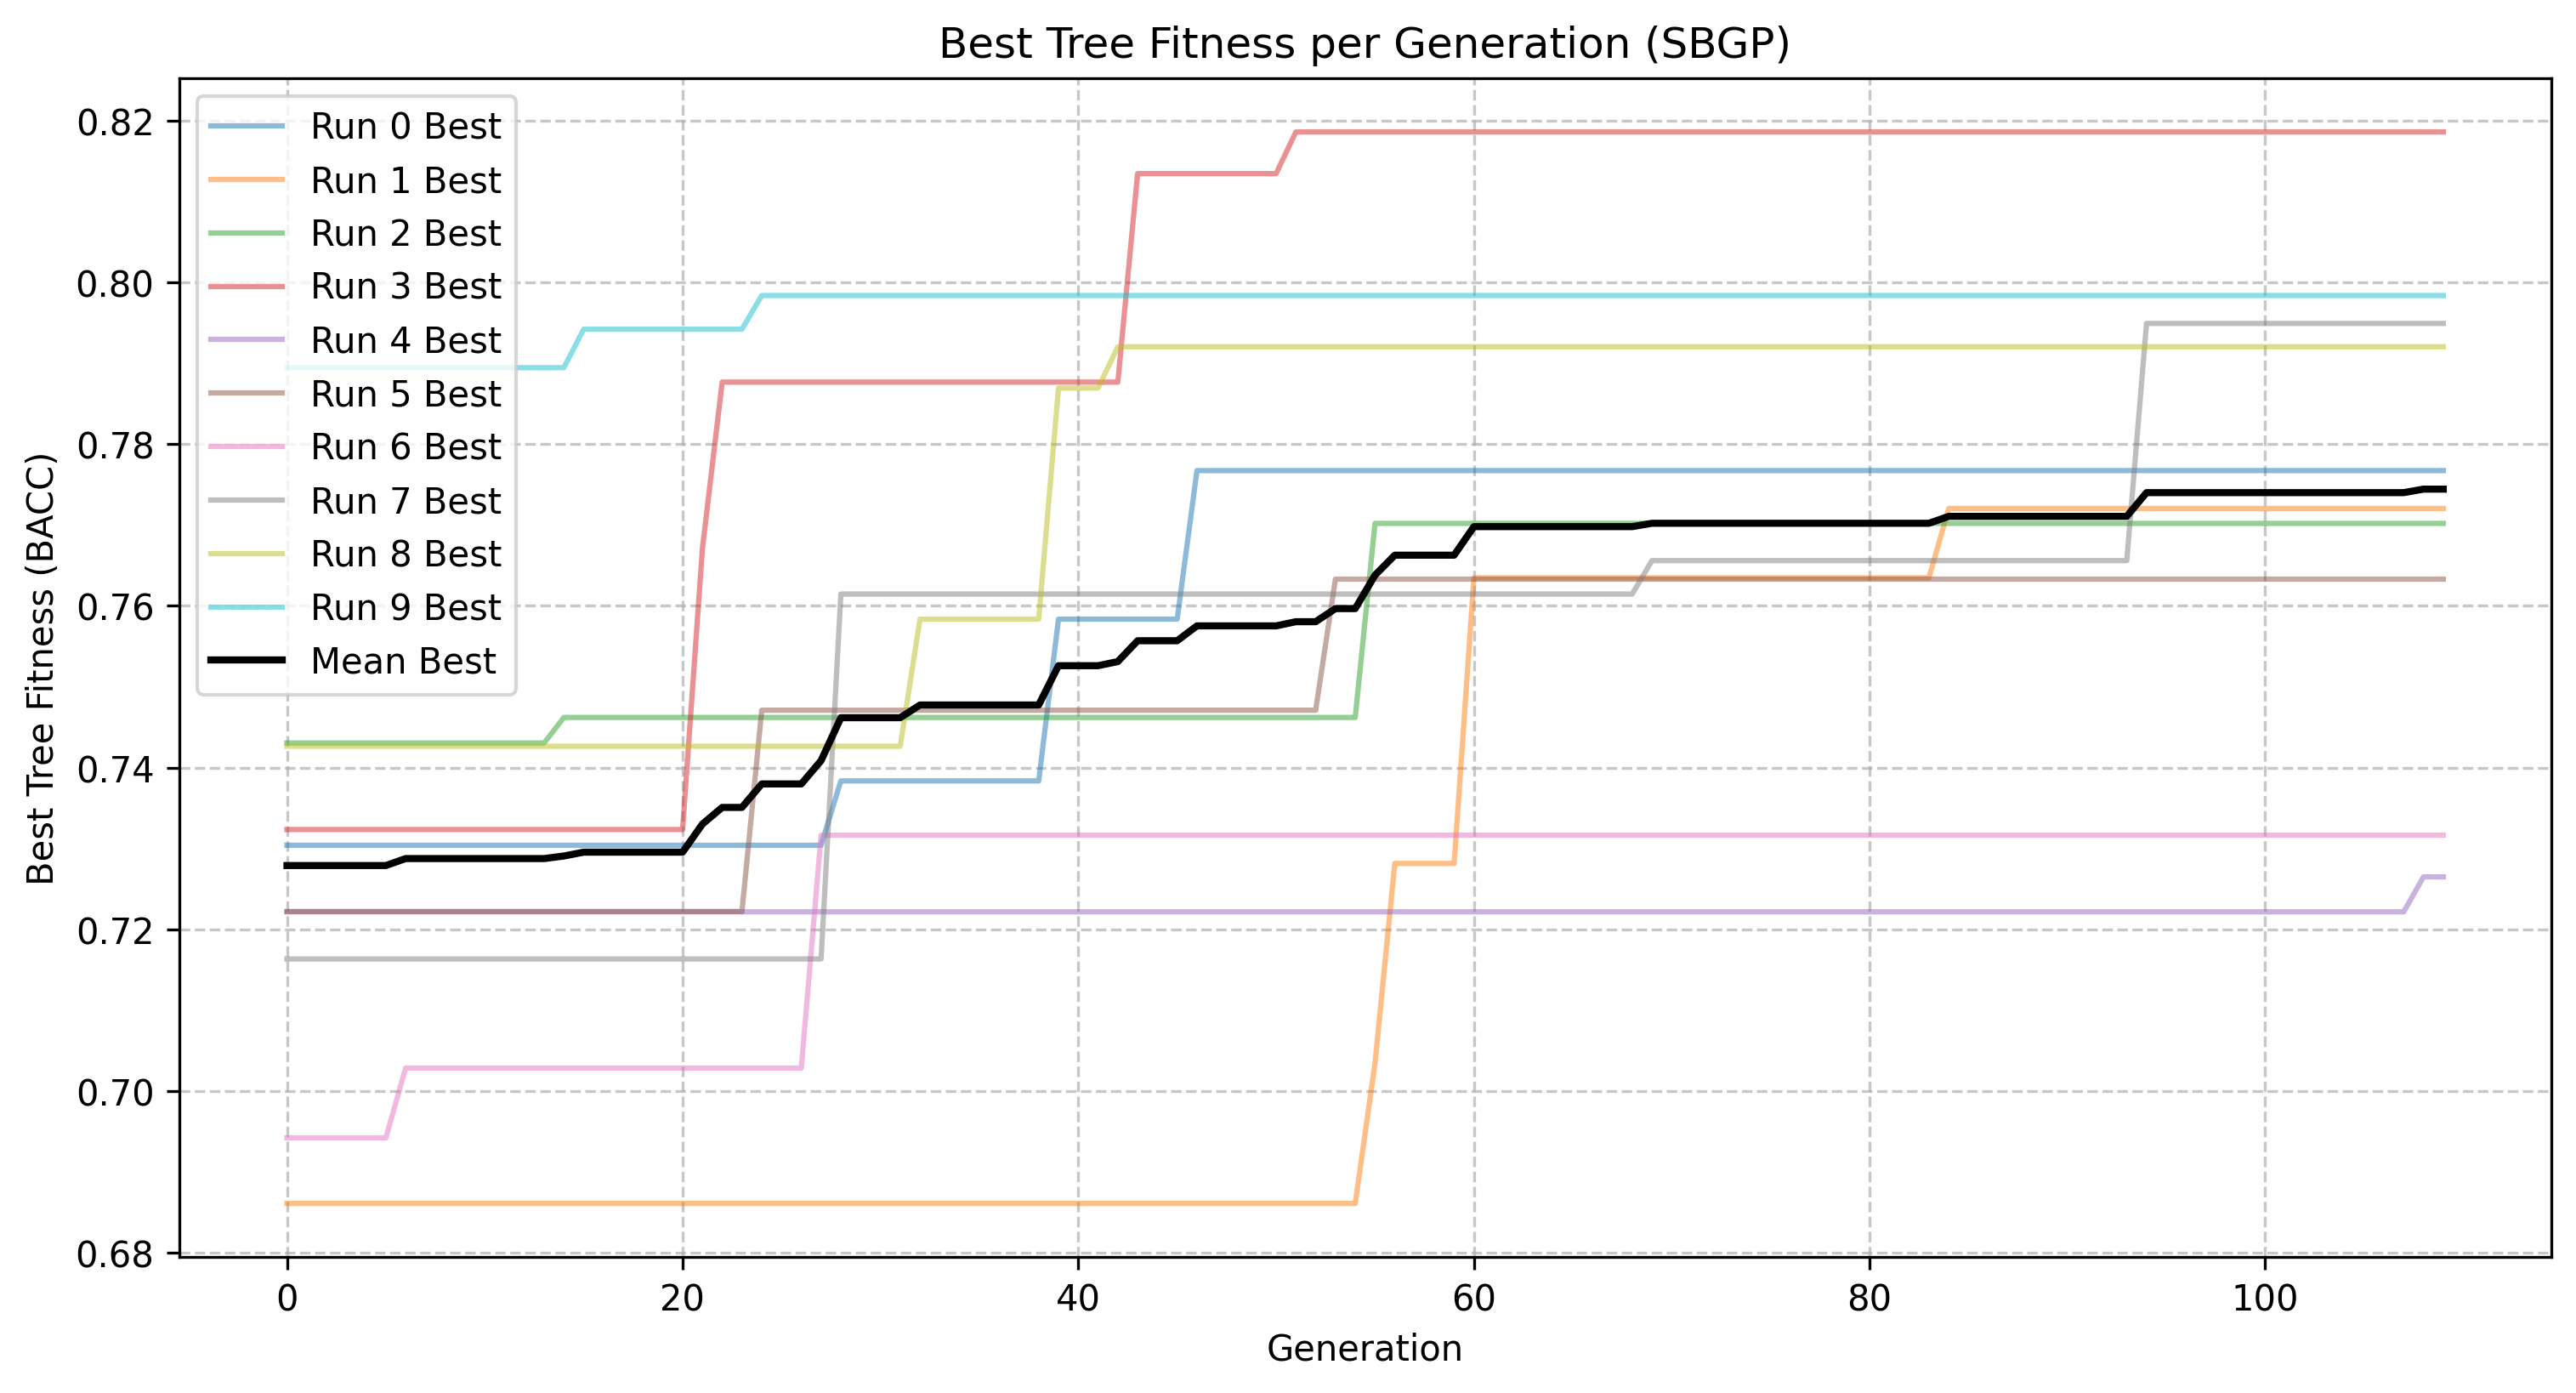 Best Tree Fitness per Generation (SBGP)
Best Tree Fitness (BACC)
0.82
0.80
0.78
0.76
0.74
0.72
0.70
0.68
Run 0 Best
Run 1 Best
Run 2 Best
Run 3 Best
Run 4 Best
Run 5 Best
Run 6 Best
Run 7 Best
Run 8 Best
Run 9 Best
Mean Best
0 20 40 60 80 100
Generation